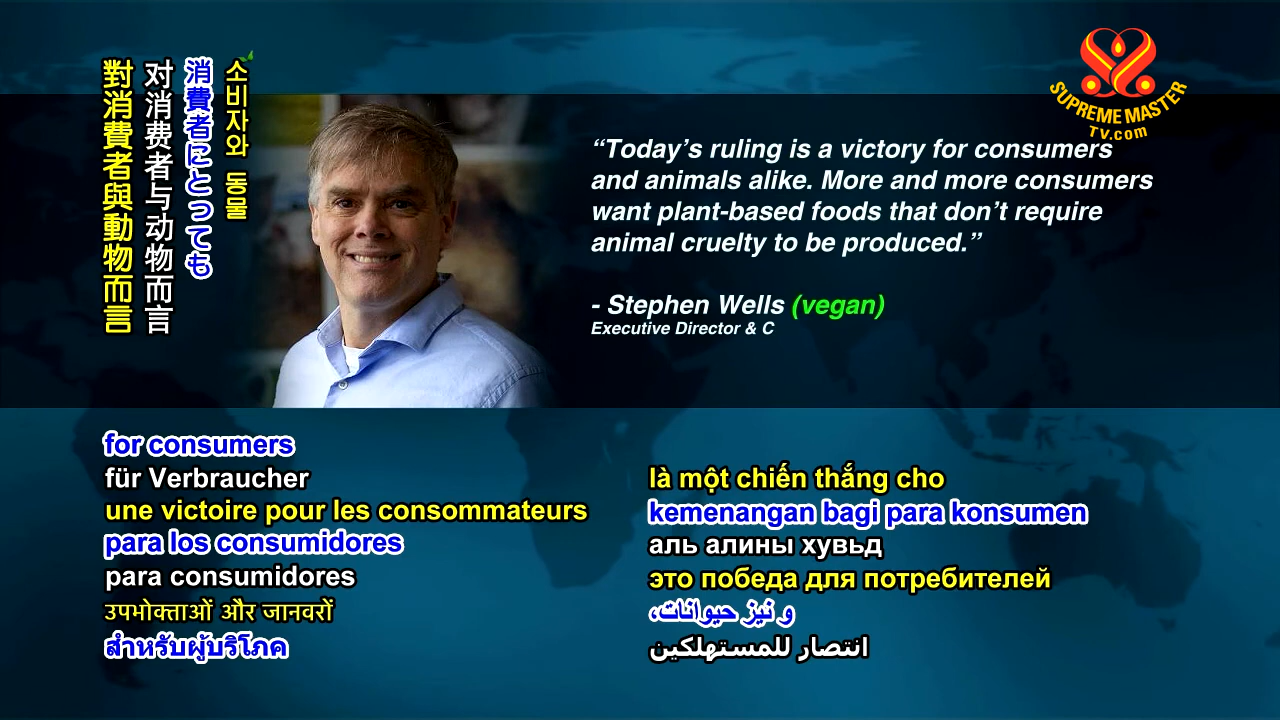 對消費者與動物而言
对消费者与动物而言
消費者にとっても
소비자와 동물
SUPREME MASTER
TV.com
“Today’s ruling is a victory for consumers
and animals alike. More and more consumers
want plant-based foods that don’t require
animal cruelty to be produced.”
- Stephen Wells (vegan)
Executive Director & C
for consumers
für Verbraucher
une victoire pour les consommateurs
para los consumidores
para consumidores
उपभोक्ताओं और जानवरों
สำหรับผู้บริโภค
là một chiến thắng cho
kemenangan bagi para konsumen
аль алины хувьд
это победа для потребителей
و نیز حیوانات،
انتصار للمستهلكين